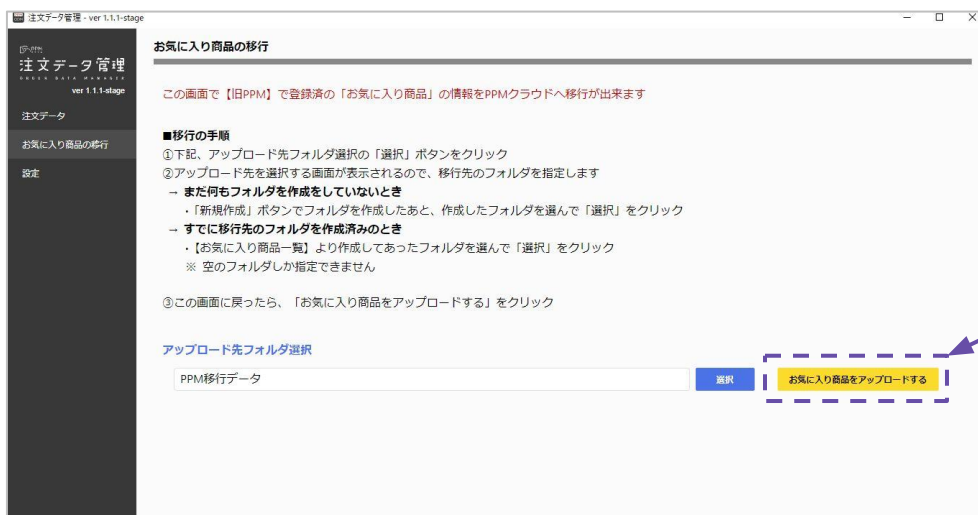 注文データ管理 - ver 1.1.1-stage
注文データ管理
ORDER DATA MANAGER
ver 1.1.1-stage
注文データ
お気に入り商品の移行
設定
お気に入り商品の移行
この画面で【旧PPM】で登録済の「お気に入り商品」の情報をPPMクラウドへ移行が出来ます
■移行の手順
①下記、アップロード先フォルダ選択の「選択」ボタンをクリック
②アップロード先を選択する画面が表示されるので、移行先のフォルダを指定します
→ まだ何もフォルダを作成をしていないとき
・「新規作成」ボタンでフォルダを作成したあと、作成したフォルダを選んで「選択」をクリック
→ すでに移行先のフォルダを作成済みのとき
・【お気に入り商品一覧】より作成してあったフォルダを選んで「選択」をクリック
※ 空のフォルダしか指定できません
③この画面に戻ったら、「お気に入り商品をアップロードする」をクリック
アップロード先フォルダ選択
PPM移行データ
選択
お気に入り商品をアップロードする